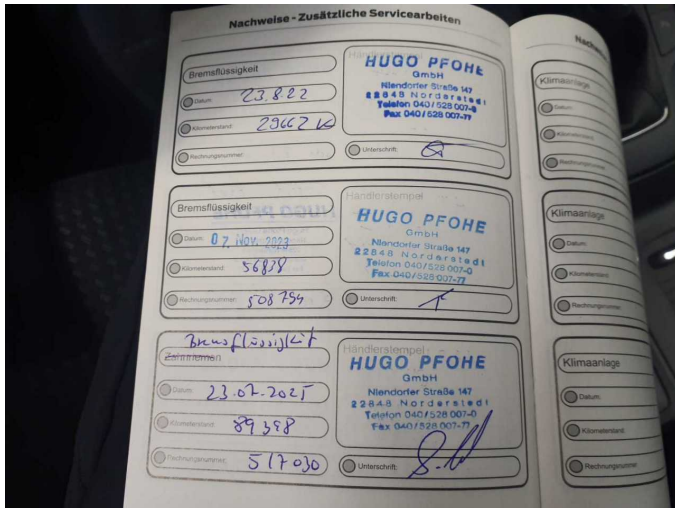 Nachweise - Zusätzliche Servicearbeiten
Bremsflüssigkeit
Datum: 23.8.22
Kilometerstand: 29662 K
Rechnungsnummer:
HUGO PFOHE
GmbH
Niendorfer Straße 147
22848 Norderstedt
Telefon 040/528 007-0
Fax 040/528 007-77
Unterschrift:
Bremsflüssigkeit
Datum: 07. Nov. 2023
Kilometerstand: 56838
Rechnungsnummer: 508794
Händlerstempel
HUGO PFOHE
GmbH
Niendorfer Straße 147
22848 Norderstedt
Telefon 040/528 007-0
Fax 040/528 007-77
Unterschrift:
Bremsflüssigkeit
Zahnriemen
Datum: 23.07.2025
Kilometerstand: 89398
Rechnungsnummer: 517030
Händlerstempel
HUGO PFOHE
GmbH
Niendorfer Straße 147
22848 Norderstedt
Telefon 040/528 007-0
Fax 040/528 007-77
Unterschrift:
Klimaanlage
Datum:
Kilometerstand:
Rechnungsnummer
Klimaanlage
Datum:
Kilometerstand:
Rechnungsnummer:
Klimaanlage
Datum:
Kilometerstand:
Rechnungsnummer